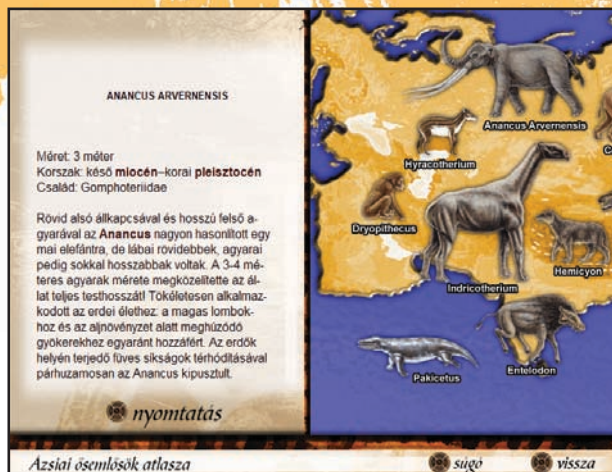 ANANCUS ARVERNENSIS
Méret: 3 méter
Korszak: késő miocén–korai pleisztocén
Család: Gomphoteriidae
Rövid alsó állkapcsával és hosszú felső a-
gyarával az Anancus nagyon hasonlított egy
mai elefántra, de lábai rövidebbek, agyarai
pedig sokkal hosszabbak voltak. A 3-4 mé-
teres agyarak mérete megközelítette az ál-
lat teljes testhosszát! Tökéletesen alkalmaz-
kodott az erdei élethez: a magas lombok-
hoz és az aljnövényzet alatt meghúzódó
gyökerekhez egyaránt hozzáfért. Az erdők
helyén terjedő füves síkságok térhódításával
párhuzamosan az Anancus kipusztult.
nyomtatás
Anancus Arvernensis
Hyracotherium
Dryopithecus
Hemicyon
Indricotherium
Entelodon
Pakicetus
Ázsiai ősemlősök atlasza
súgó
vissza